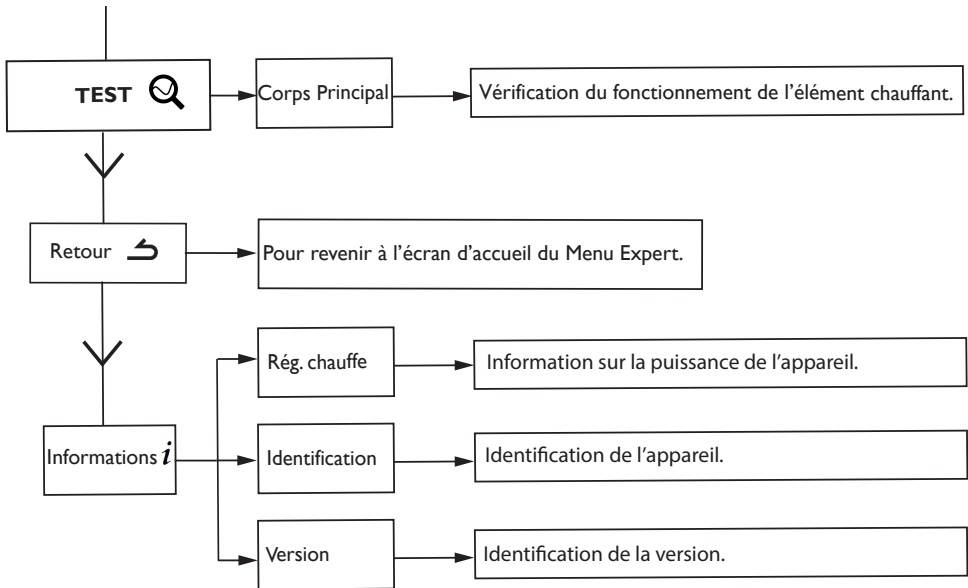 TEST
Corps Principal
Vérification du fonctionnement de l'élément chauffant.
Retour
Pour revenir à l'écran d'accueil du Menu Expert.
Rég. chauffe
Information sur la puissance de l'appareil.
Informations i
Identification
Identification de l'appareil.
Version
Identification de la version.